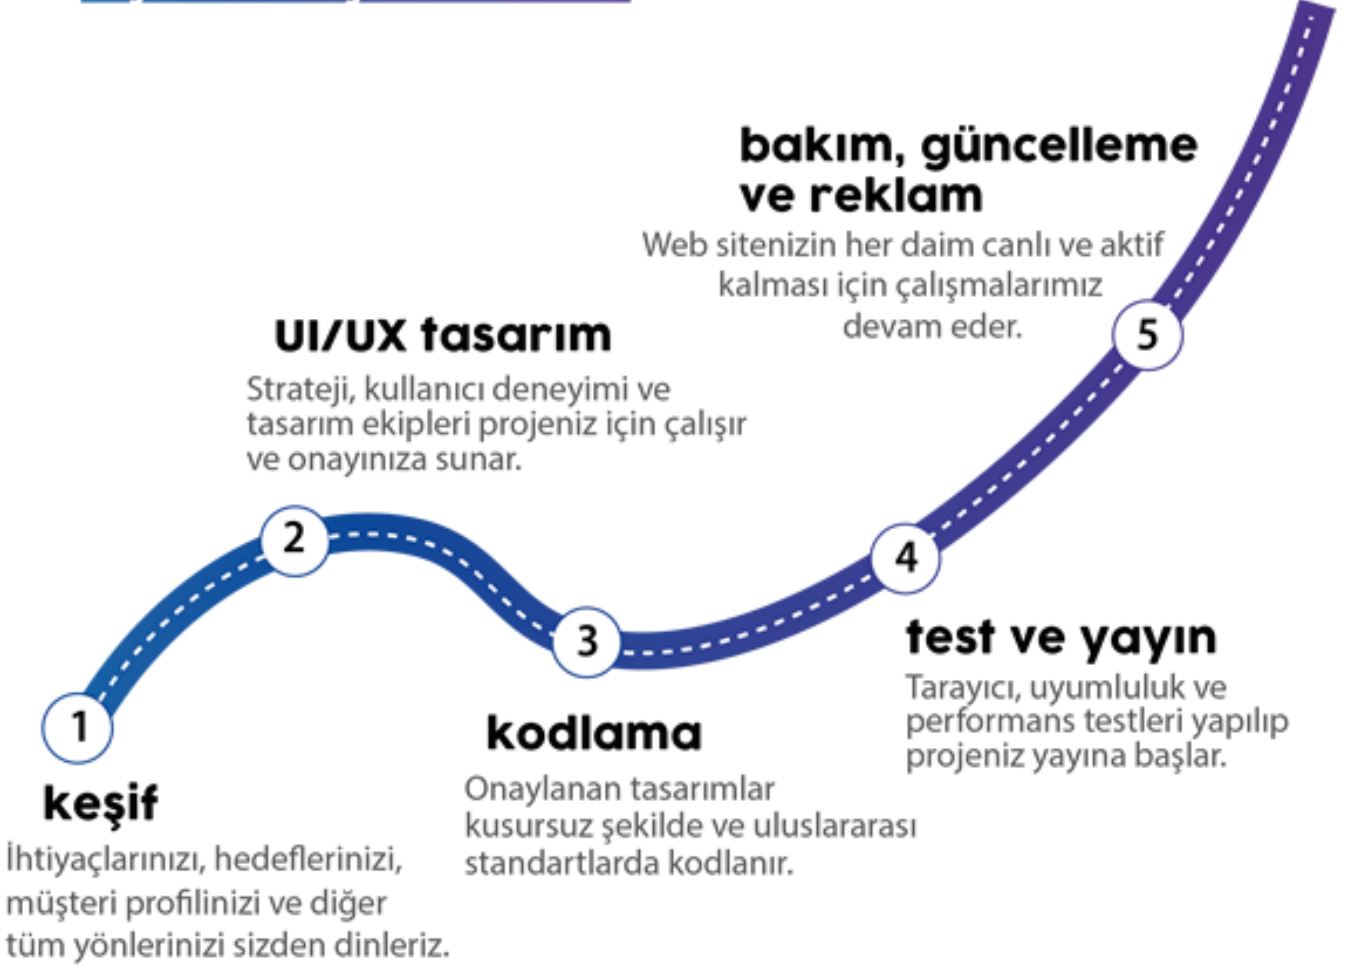 1
keşif
İhtiyaçlarınızı, hedeflerinizi,
müşteri profilinizi ve diğer
tüm yönlerinizi sizden dinleriz.
2
UI/UX tasarım
Strateji, kullanıcı deneyimi ve
tasarım ekipleri projeniz için çalışır
ve onayınıza sunar.
3
kodlama
Onaylanan tasarımlar
kusursuz şekilde ve uluslararası
standartlarda kodlanır.
4
test ve yayın
Tarayıcı, uyumluluk ve
performans testleri yapılıp
projeniz yayına başlar.
5
bakım, güncelleme
ve reklam
Web sitenizin her daim canlı ve aktif
kalması için çalışmalarımız
devam eder.